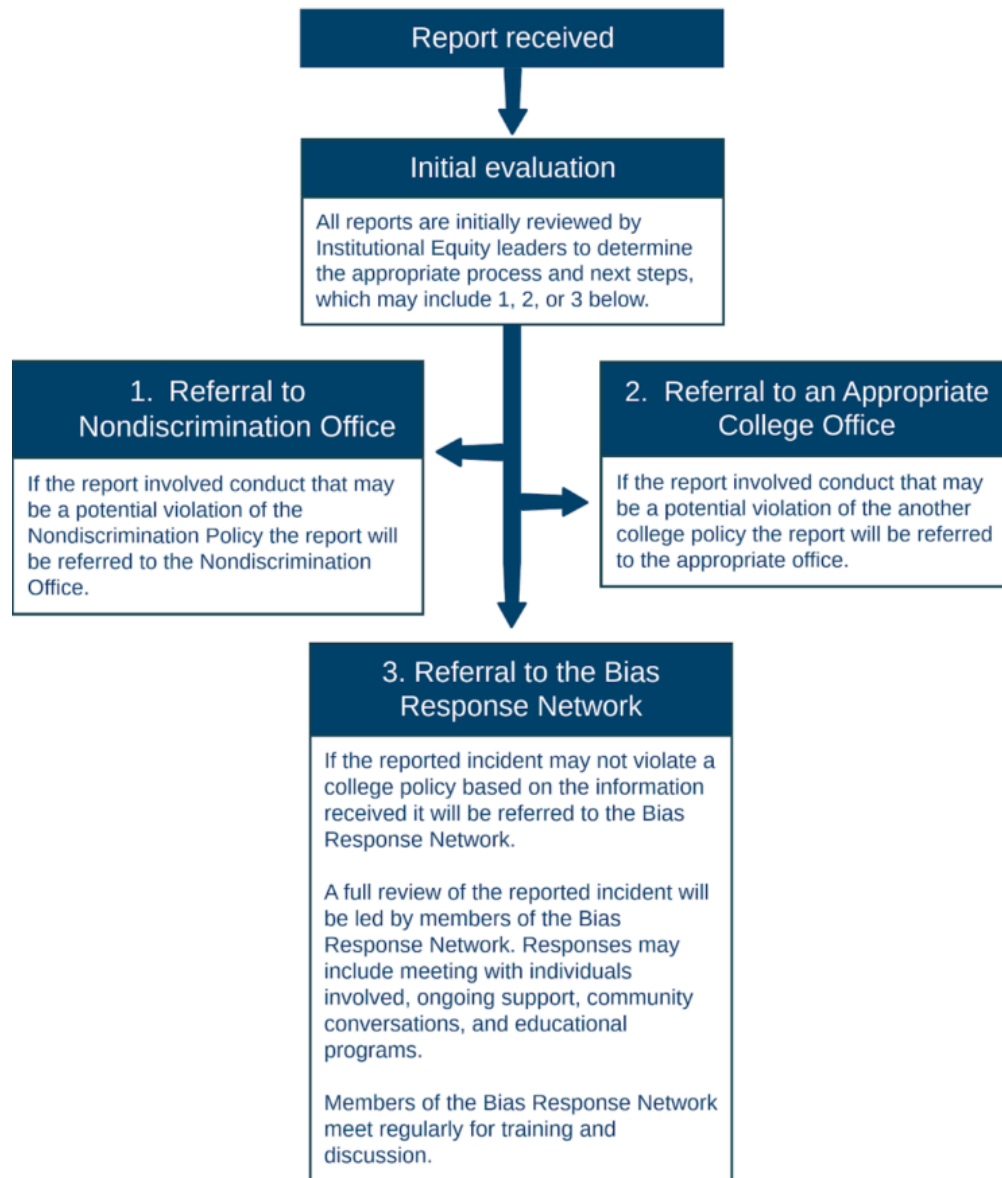 Report received
Initial evaluation
All reports are initially reviewed by
Institutional Equity leaders to determine
the appropriate process and next steps,
which may include 1, 2, or 3 below.
1. Referral to
Nondiscrimination Office
If the report involved conduct that may
be a potential violation of the
Nondiscrimination Policy the report will
be referred to the Nondiscrimination
Office.
2. Referral to an Appropriate
College Office
If the report involved conduct that may
be a potential violation of the another
college policy the report will be referred
to the appropriate office.
3. Referral to the Bias
Response Network
If the reported incident may not violate a
college policy based on the information
received it will be referred to the Bias
Response Network.
A full review of the reported incident will
be led by members of the Bias
Response Network. Responses may
include meeting with individuals
involved, ongoing support, community
conversations, and educational
programs.
Members of the Bias Response Network
meet regularly for training and
discussion.